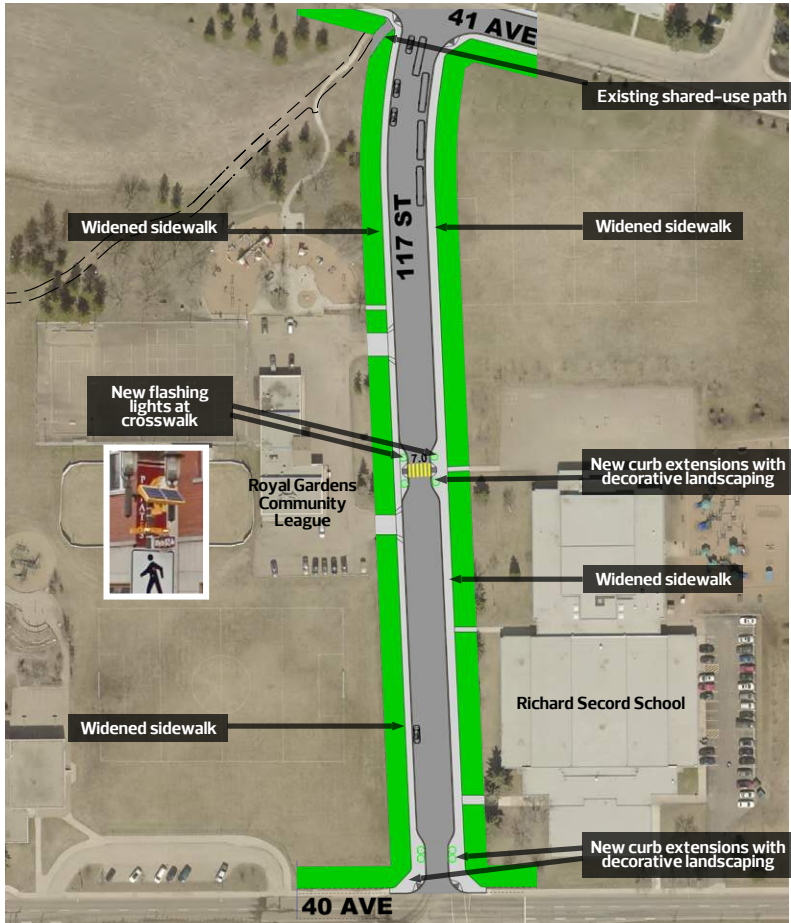 41 AVE
Existing shared-use path
Widened sidewalk
Widened sidewalk
117 ST
New flashing
lights at
crosswalk
7.0
New curb extensions with
decorative landscaping
Royal Gardens
Community
League
Widened sidewalk
Richard Secord School
Widened sidewalk
New curb extensions with
decorative landscaping
40 AVE